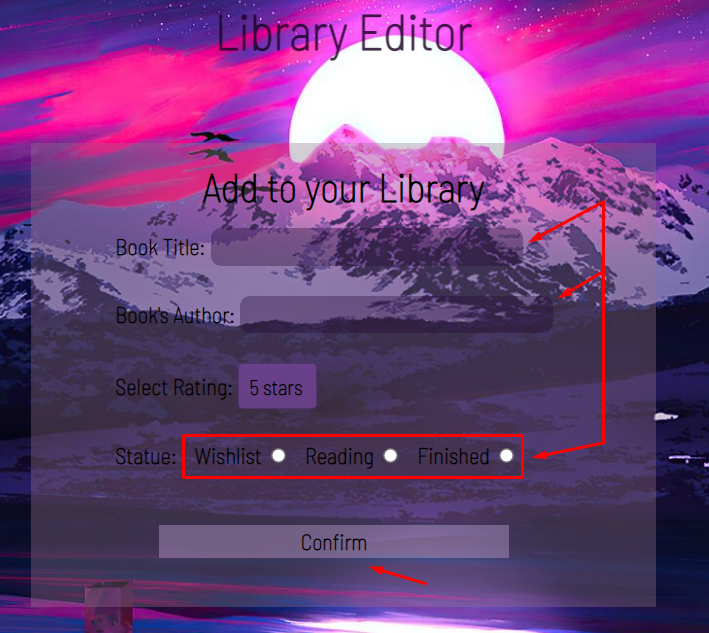 Library Editor
Add to your Library
Book Title:
Book's Author:
Select Rating: 5 stars
Statue: Wishlist Reading Finished
Confirm